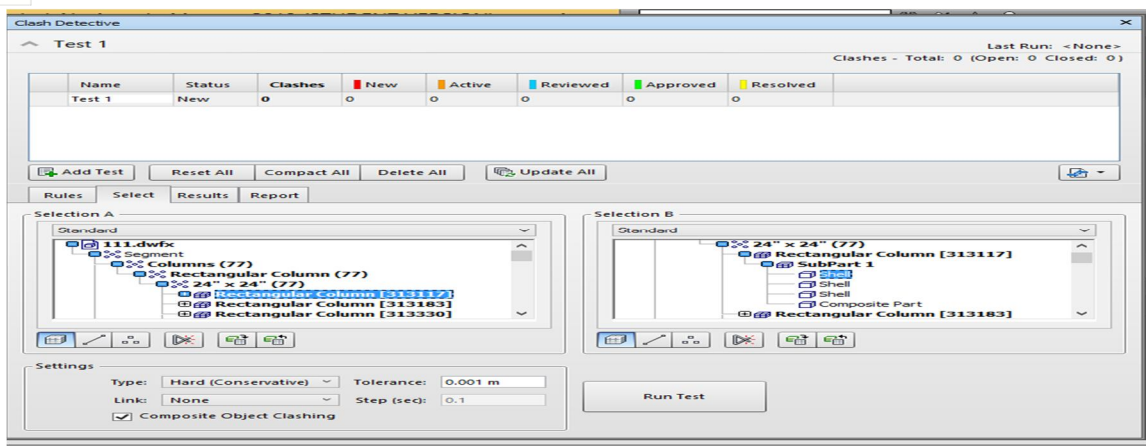 Clash Detective
Test 1
Last Run: <None>
Clashes - Total: 0 (Open: 0 Closed: 0)
Name Status Clashes New Active Reviewed Approved Resolved
Test 1 New 0 0 0 0 0 0
Add Test Reset All Compact All Delete All Update All
Rules Select Results Report
Selection A
Standard
111.dwfx
Segment
Columns (77)
Rectangular Column (77)
24" x 24" (77)
Rectangular Column [313117]
Rectangular Column [313183]
Rectangular Column [313330]
Selection B
Standard
24" x 24" (77)
Rectangular Column [313117]
SubPart 1
Shell
Shell
Shell
Composite Part
Rectangular Column [313183]
Settings
Type: Hard (Conservative) Tolerance: 0.001 m
Link: None Step (sec): 0.1
Composite Object Clashing
Run Test